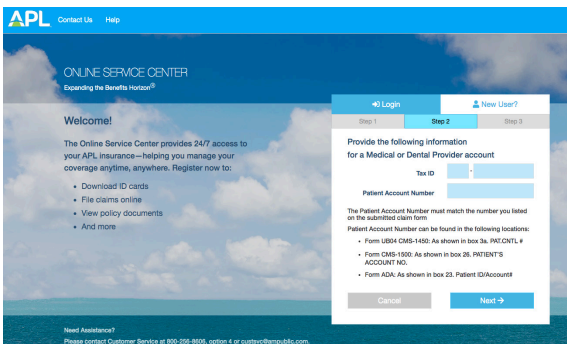 APL
Contact Us Help
ONLINE SERVICE CENTER
Expanding the Benefits Horizon®
Login
New User?
Step 1
Step 2
Step 3
Welcome!
The Online Service Center provides 24/7 access to
your APL insurance—helping you manage your
coverage anytime, anywhere. Register now to:
• Download ID cards
• File claims online
• View policy documents
• And more
Provide the following information
for a Medical or Dental Provider account
Tax ID -
Patient Account Number
The Patient Account Number must match the number you listed
on the submitted claim form
Patient Account Number can be found in the following locations:
• Form UB04 CMS-1450: As shown in box 3a. PAT.CNTL #
• Form CMS-1500: As shown in box 26. PATIENT'S
ACCOUNT NO.
• Form ADA: As shown in box 23. Patient ID/Account#
Cancel
Next →
Need Assistance?
Please contact Customer Service at 800-256-8606, option 4 or custsvc@ampublic.com.